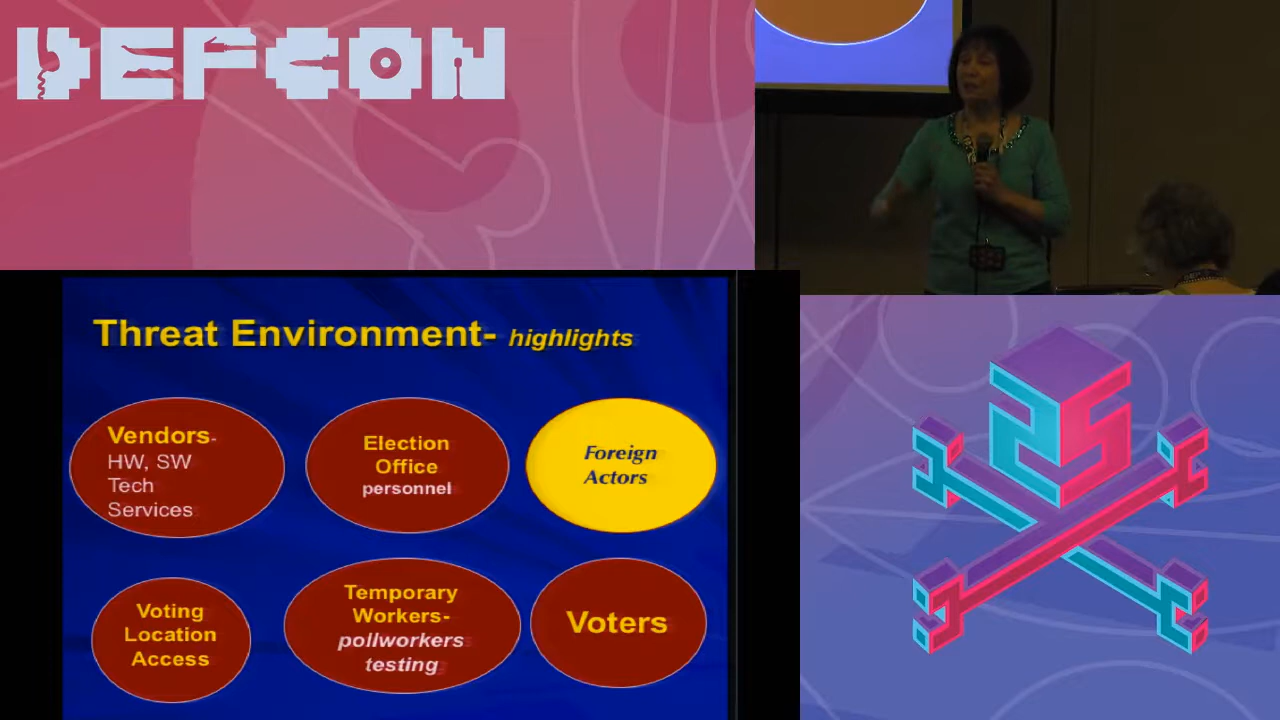 DEFCON
Threat Environment- highlights
Vendors-
HW, SW
Tech
Services
Election
Office
personnel
Foreign
Actors
Voting
Location
Access
Temporary
Workers-
pollworkers
testing
Voters